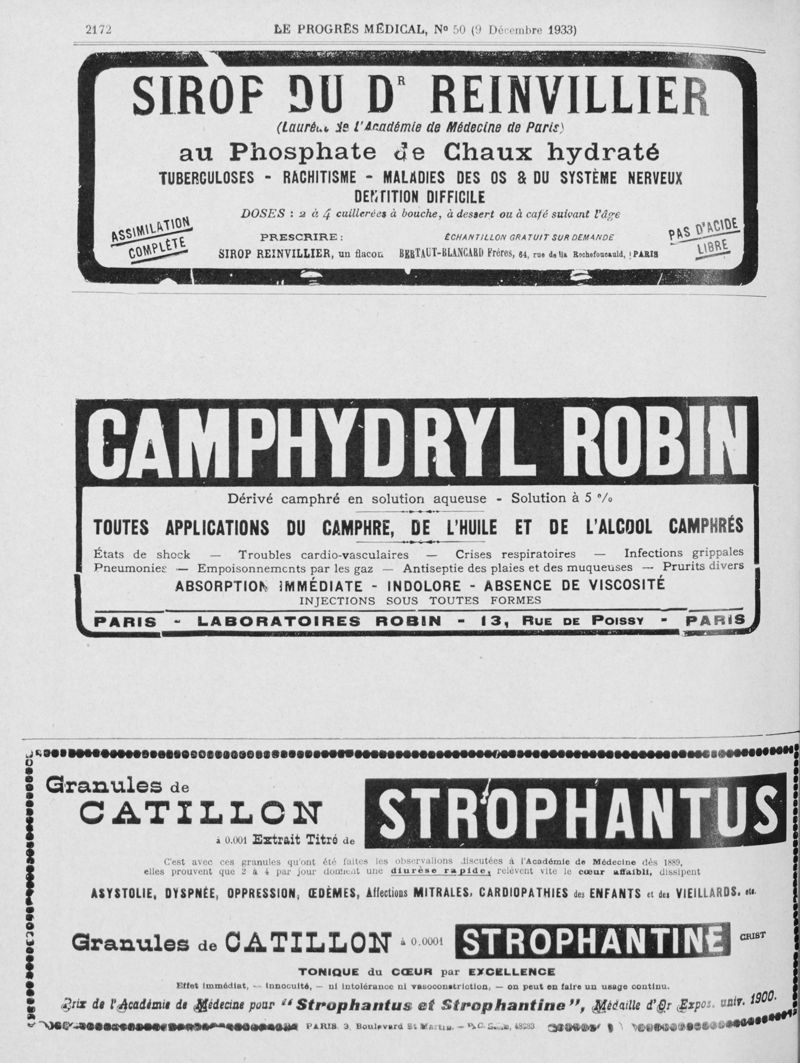 2172
LE PROGRÈS MÉDICAL, No 50 (9 Décembre 1933)
SIROP DU Dr REINVILLIER
(Lauréat de l'Académie de Médecine de Paris)
au Phosphate de Chaux hydraté
TUBERCULOSES - RACHITISME - MALADIES DES OS & DU SYSTÈME NERVEUX
DENTITION DIFFICILE
DOSES : 2 à 4 cuillerées à bouche, à dessert ou à café suivant l'âge
ASSIMILATION
COMPLÈTE
PRESCRIRE :
SIROP REINVILLIER, un flacon
ÉCHANTILLON GRATUIT SUR DEMANDE
BERTAUT-BLANCARD Frères, 64, rue de la Rochefoucauld, PARIS
PAS D'ACIDE
LIBRE
CAMPHYDRYL ROBIN
Dérivé camphré en solution aqueuse - Solution à 5 %
TOUTES APPLICATIONS DU CAMPHRE, DE L'HUILE ET DE L'ALCOOL CAMPHRÉS
États de shock — Troubles cardio-vasculaires — Crises respiratoires — Infections grippales
Pneumonies — Empoisonnements par les gaz — Antiseptie des plaies et des muqueuses — Prurits divers
ABSORPTION IMMÉDIATE - INDOLORE - ABSENCE DE VISCOSITÉ
INJECTIONS SOUS TOUTES FORMES
PARIS - LABORATOIRES ROBIN - 13, RUE DE POISSY - PARIS
Granules de
CATILLON
à 0.001 Extrait Titré de
STROPHANTUS
C'est avec ces granules qu'ont été faites les observations discutées à l'Académie de Médecine dès 1889,
elles prouvent que 2 à 4 par jour donnent une diurèse rapide, relèvent vite le cœur affaibli, dissipent
ASYSTOLIE, DYSPNÉE, OPPRESSION, ŒDÈMES, Affections MITRALES, CARDIOPATHIES des ENFANTS et des VIEILLARDS, etc.
Granules de CATILLON à 0.0001 STROPHANTINE CRIST
TONIQUE du CŒUR par EXCELLENCE
Effet immédiat, — innocuité, — ni intolérance ni vasoconstriction, — on peut en faire un usage continu.
Prix de l'Académie de Médecine pour "Strophantus et Strophantine", Médaille d'Or Expos. univ. 1900.
PARIS, 3, Boulevard St Martin. — R.C. Seine, 48283